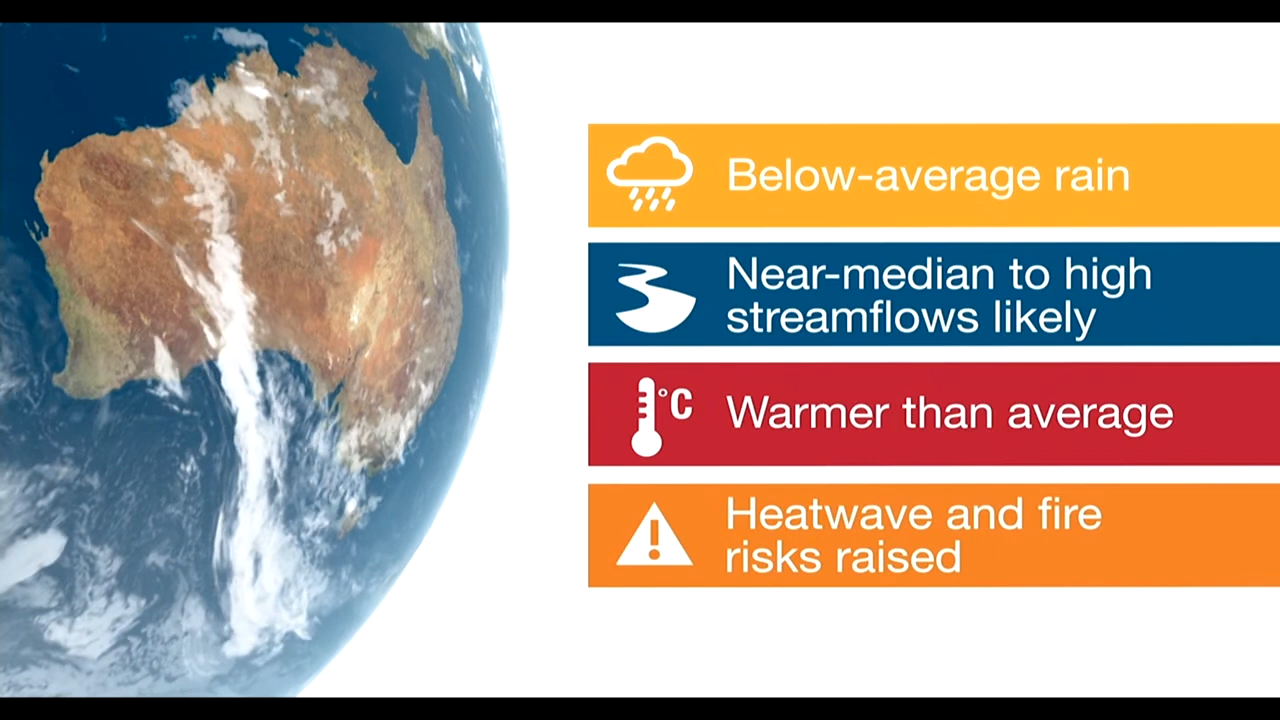 Below-average rain
Near-median to high
streamflows likely
°C
Warmer than average
Heatwave and fire
risks raised